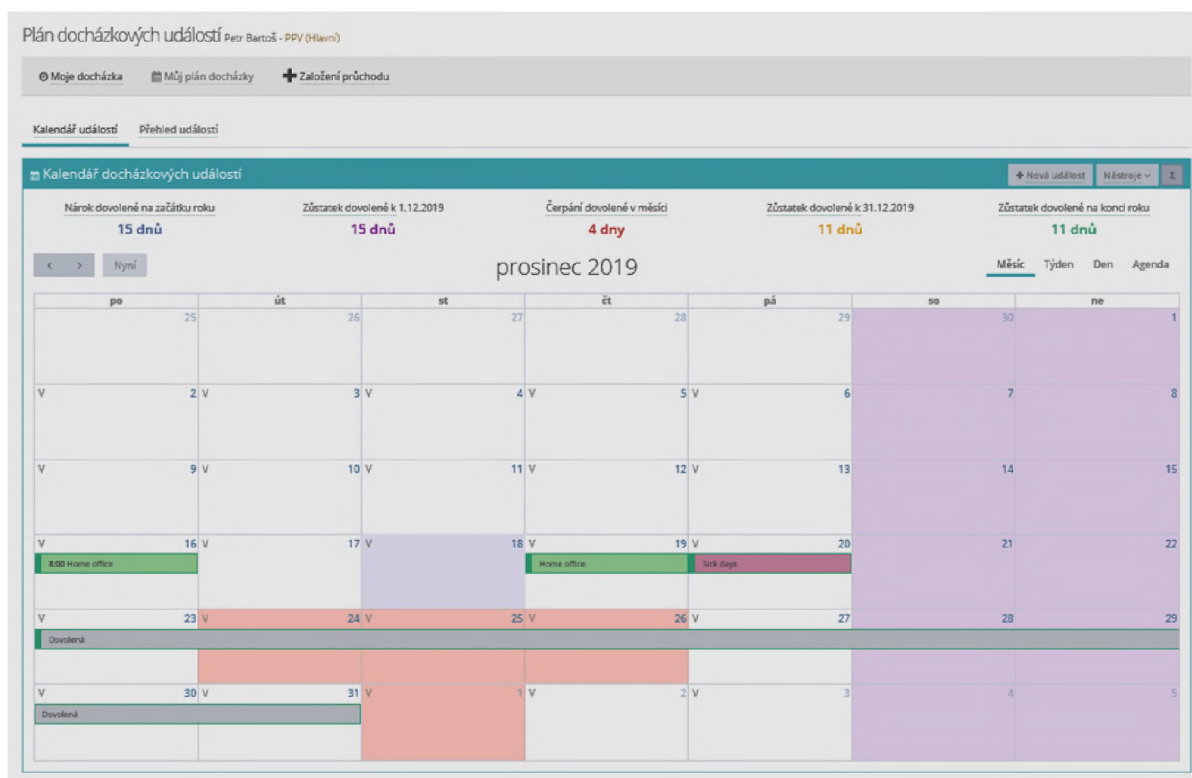 Plán docházkových událostí Petr Bartoš - PPV (Hlavní)
Moje docházka Můj plán docházky Založení průchodu
Kalendář událostí Přehled událostí
Kalendář docházkových událostí Nová událost Nástroje Σ
Nárok dovolené na začátku roku Zůstatek dovolené k 1.12.2019 Čerpání dovolené v měsíci Zůstatek dovolené k 31.12.2019 Zůstatek dovolené na konci roku
15 dnů 15 dnů 4 dny 11 dnů 11 dnů
< > Nyní prosinec 2019 Měsíc Týden Den Agenda
po út st čt pá so ne
25 26 27 28 29 30 1
V 2 V 3 V 4 V 5 V 6 7 8
V 9 V 10 V 11 V 12 V 13 14 15
V 16 V 17 V 18 V 19 V 20 21 22
8:00 Home office Home office Sick days
V 23 V 24 V 25 V 26 V 27 28 29
Dovolená
V 30 V 31 V 1 V 2 V 3 4 5
Dovolená